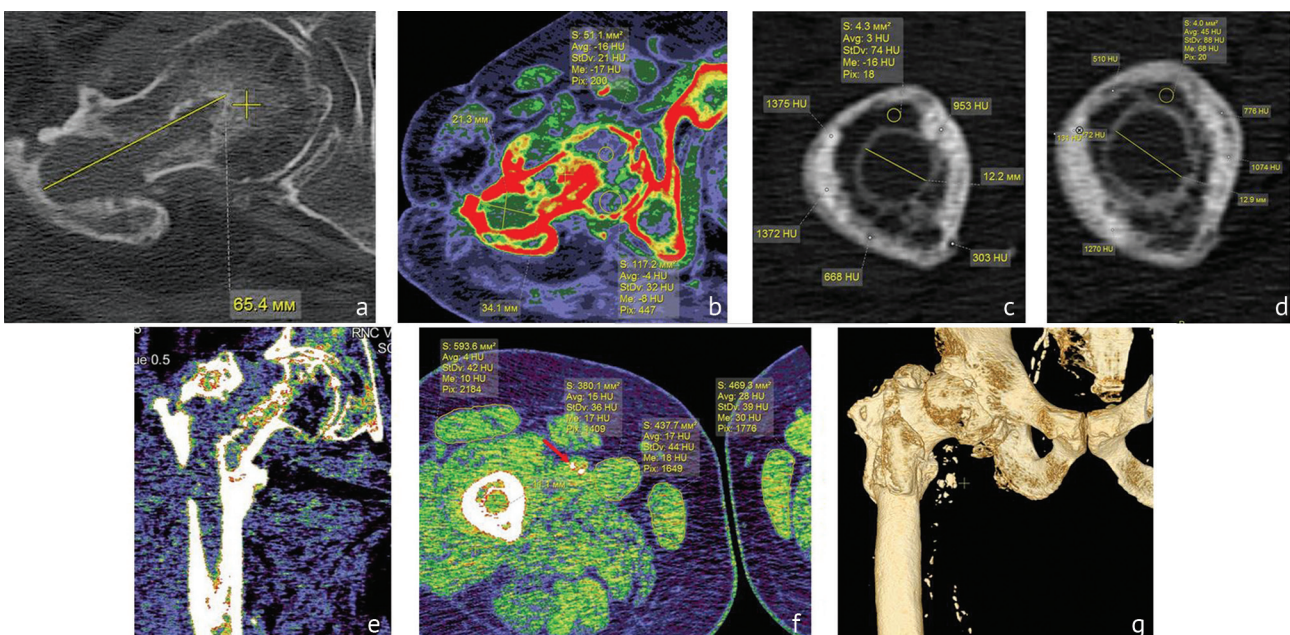 65.4 мм
a
S: 51.1 мм²
Avg: -16 HU
StDv: 21 HU
Me: -17 HU
Pix: 200
21.3 мм
S: 117.2 мм²
Avg: -4 HU
StDv: 32 HU
Me: -8 HU
Pix: 447
34.1 мм
b
S: 4.3 мм²
Avg: 3 HU
StDv: 74 HU
Me: -16 HU
Pix: 18
1375 HU
953 HU
12.2 мм
1372 HU
668 HU
303 HU
c
S: 4.0 мм²
Avg: 45 HU
StDv: 88 HU
Me: 68 HU
Pix: 20
510 HU
776 HU
1074 HU
12.9 мм
1270 HU
d
RNC V
SC
ue 0.5
e
S: 593.6 мм²
Avg: 4 HU
StDv: 42 HU
Me: 10 HU
Pix: 2184
S: 380.1 мм²
Avg: 15 HU
StDv: 36 HU
Me: 17 HU
Pix: 1409
S: 437.7 мм²
Avg: 17 HU
StDv: 44 HU
Me: 18 HU
Pix: 1649
S: 469.3 мм²
Avg: 28 HU
StDv: 39 HU
Me: 30 HU
Pix: 1776
f
g